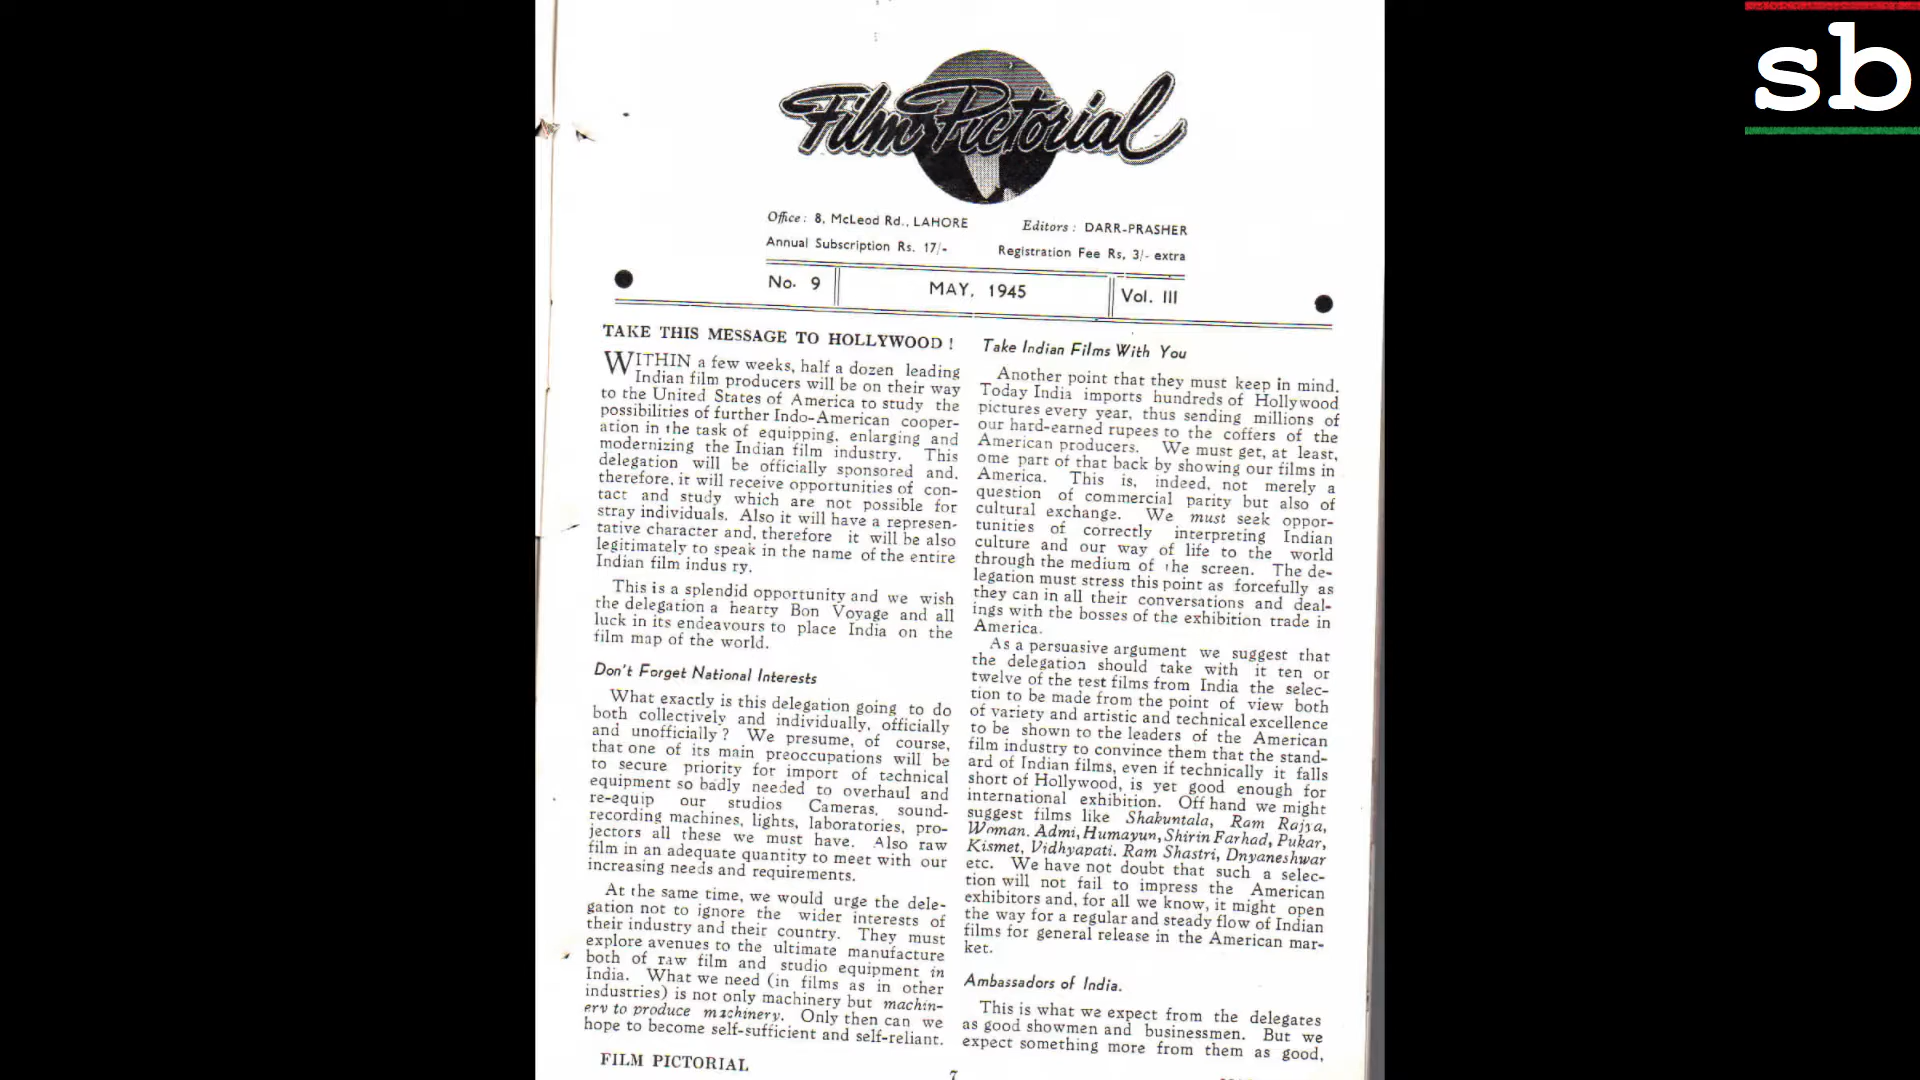 sb
Film Pictorial
Office: 8, McLeod Rd., LAHORE
Editors: DARR-PRASHER
Annual Subscription Rs. 17/-
Registration Fee Rs, 3/- extra
No. 9
MAY, 1945
Vol. III
TAKE THIS MESSAGE TO HOLLYWOOD !
WITHIN a few weeks, half a dozen leading
Indian film producers will be on their way
to the United States of America to study the
possibilities of further Indo-American cooper-
ation in the task of equipping, enlarging and
modernizing the Indian film industry. This
delegation will be officially sponsored and,
therefore, it will receive opportunities of con-
tact and study which are not possible for
stray individuals. Also it will have a represen-
tative character and, therefore it will be also
legitimately to speak in the name of the entire
Indian film indus ry.
This is a splendid opportunity and we wish
the delegation a hearty Bon Voyage and all
luck in its endeavours to place India on the
film map of the world.
Don't Forget National Interests
What exactly is this delegation going to do
both collectively and individually, officially
and unofficially? We presume, of course,
that one of its main preoccupations will be
to secure priority for import of technical
equipment so badly needed to overhaul and
re-equip our studios Cameras, sound-
recording machines, lights, laboratories, pro-
jectors all these we must have. Also raw
film in an adequate quantity to meet with our
increasing needs and requirements.
At the same time, we would urge the dele-
gation not to ignore the wider interests of
their industry and their country. They must
explore avenues to the ultimate manufacture
both of raw film and studio equipment in
India. What we need (in films as in other
industries) is not only machinery but machin-
ery to produce machinery. Only then can we
hope to become self-sufficient and self-reliant.
Take Indian Films With You
Another point that they must keep in mind.
Today India imports hundreds of Hollywood
pictures every year, thus sending millions of
our hard-earned rupees to the coffers of the
American producers. We must get, at least,
ome part of that back by showing our films in
America. This is, indeed, not merely a
question of commercial parity but also of
cultural exchange. We must seek oppor-
tunities of correctly interpreting Indian
culture and our way of life to the world
through the medium of the screen. The de-
legation must stress this point as forcefully as
they can in all their conversations and deal-
ings with the bosses of the exhibition trade in
America.
As a persuasive argument we suggest that
the delegation should take with it ten or
twelve of the test films from India the selec-
tion to be made from the point of view both
of variety and artistic and technical excellence
to be shown to the leaders of the American
film industry to convince them that the stand-
ard of Indian films, even if technically it falls
short of Hollywood, is yet good enough for
international exhibition. Off hand we might
suggest films like Shakuntala, Ram Rajya,
Woman. Admi, Humayun, Shirin Farhad, Pukar,
Kismet, Vidhyapati. Ram Shastri, Dnyaneshwar
etc. We have not doubt that such a selec-
tion will not fail to impress the American
exhibitors and, for all we know, it might open
the way for a regular and steady flow of Indian
films for general release in the American mar-
ket.
Ambassadors of India.
This is what we expect from the delegates
as good showmen and businessmen. But we
expect something more from them as good,
FILM PICTORIAL
7